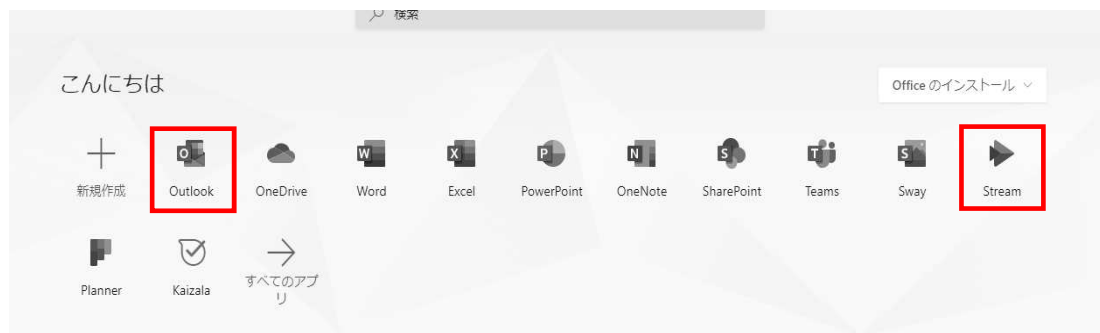 検索
こんにちは
Office のインストール
新規作成
Outlook
OneDrive
Word
Excel
PowerPoint
OneNote
SharePoint
Teams
Sway
Stream
Planner
Kaizala
すべてのアプ
リ